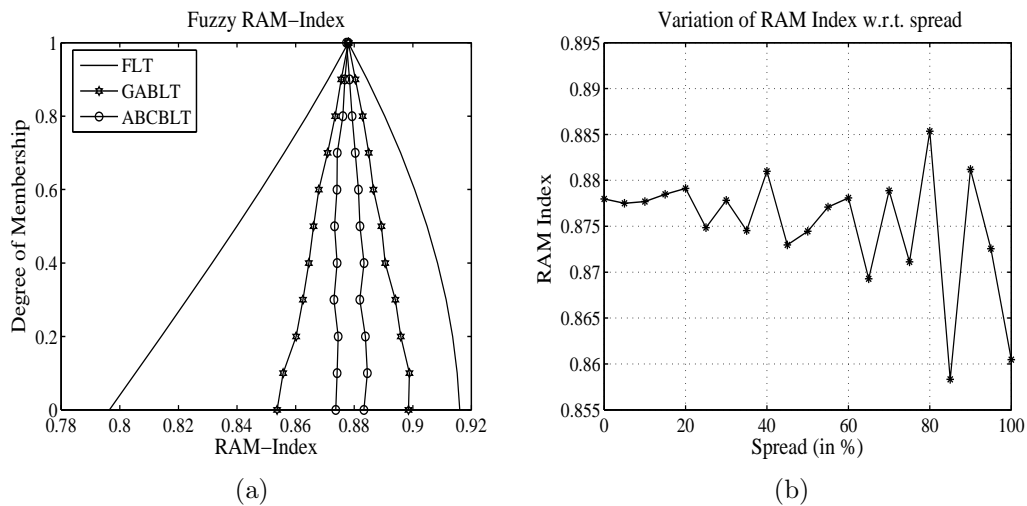 Fuzzy RAM−Index
1
0.8
0.6
0.4
0.2
0
Degree of Membership
FLT
GABLT
ABCBLT
0.78 0.8 0.82 0.84 0.86 0.88 0.9 0.92
RAM−Index
(a)
Variation of RAM Index w.r.t. spread
0.895
0.89
0.885
0.88
0.875
0.87
0.865
0.86
0.855
RAM Index
0 20 40 60 80 100
Spread (in %)
(b)